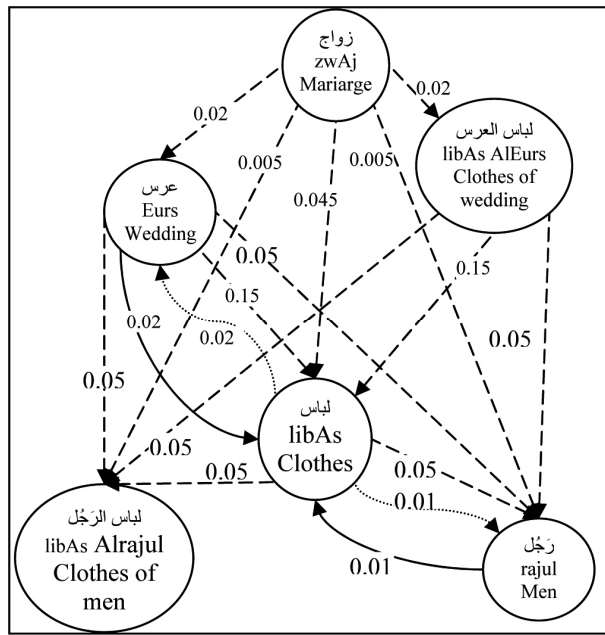 زواج
zwAj
Mariarge
0.02
0.02
لباس العرس
libAs AlEurs
Clothes of
wedding
0.005
0.005
عرس
Eurs
Wedding
0.045
0.05
0.15
0.15
0.02
0.02
0.05
0.05
لباس
libAs
Clothes
0.05
0.05
0.05
0.01
لباس الرَجُل
libAs Alrajul
Clothes of
men
رَجُل
rajul
Men
0.01